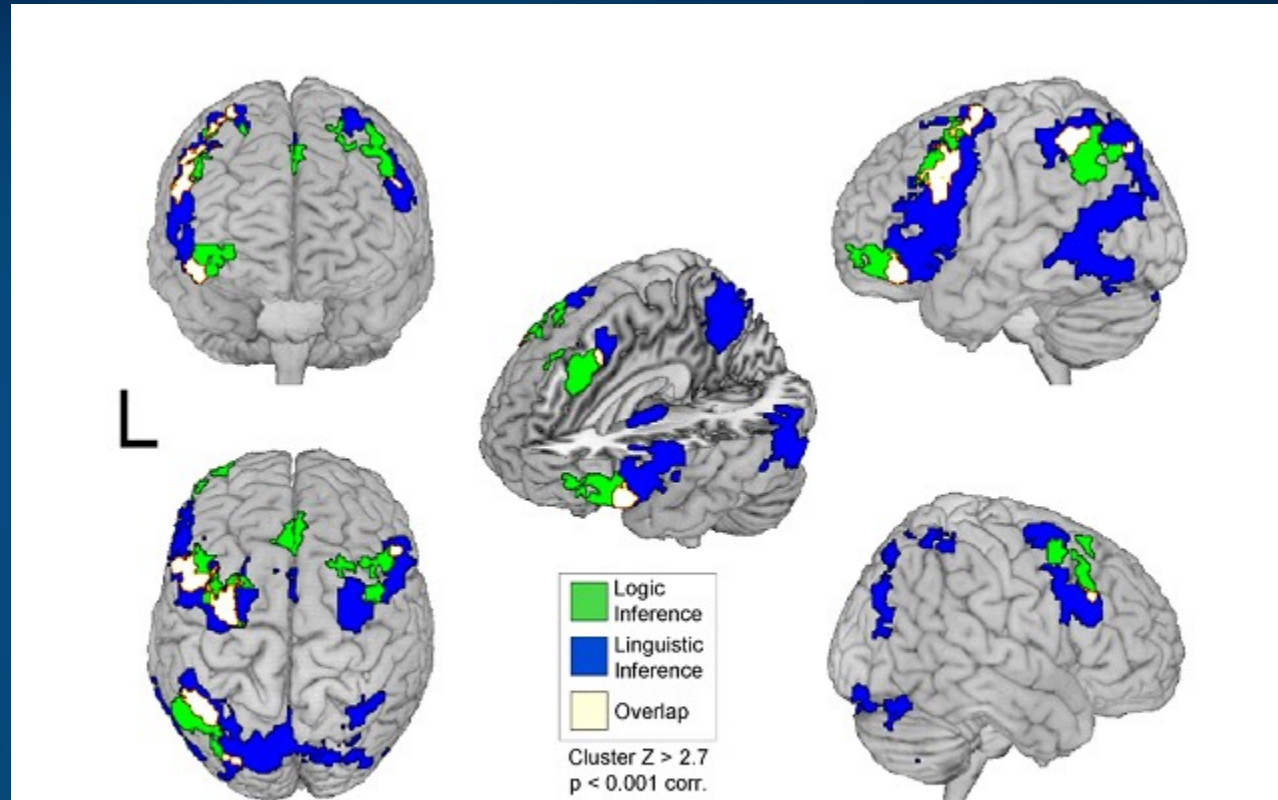 L
Logic
Inference
Linguistic
Inference
Overlap
Cluster Z > 2.7
p < 0.001 corr.